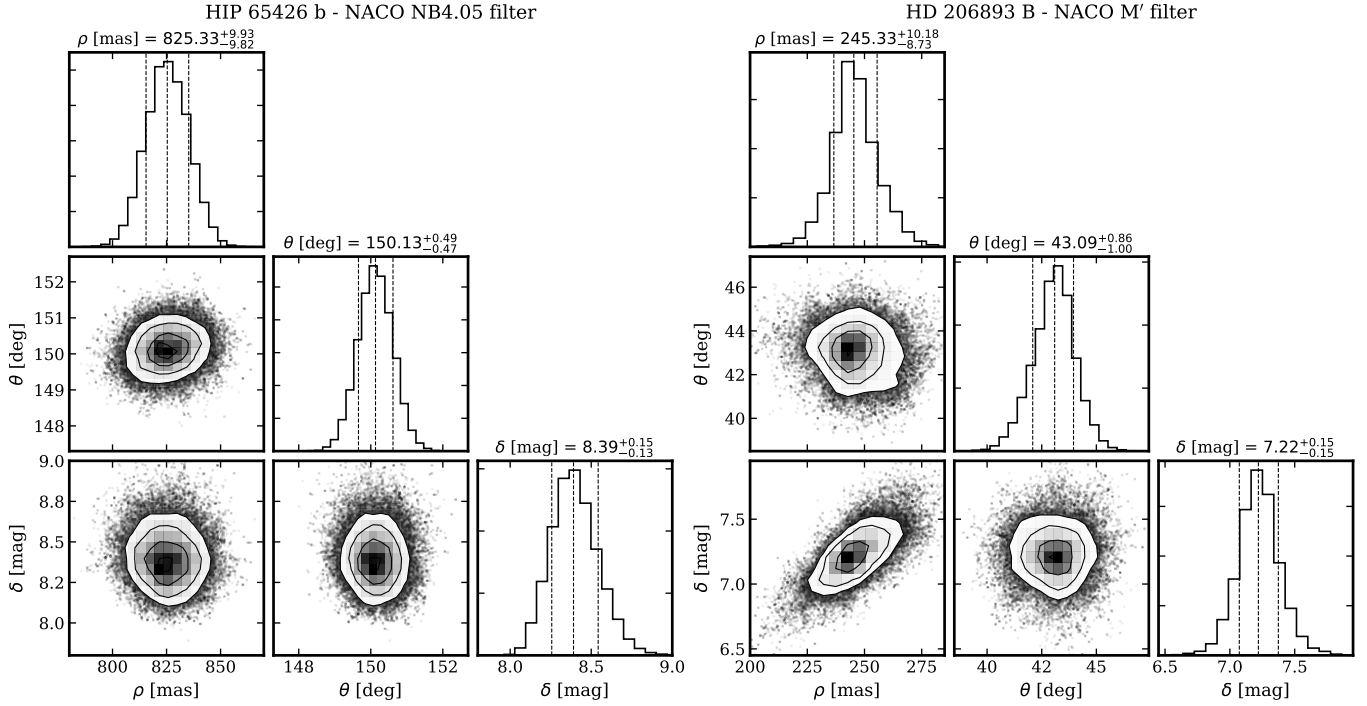 HIP 65426 b - NACO NB4.05 filter
ρ [mas] = 825.33+9.93−9.82
θ [deg] = 150.13+0.49−0.47
152
151
150
149
148
θ [deg]
δ [mag] = 8.39+0.15−0.13
9.0
8.8
8.5
8.2
8.0
δ [mag]
800 825 850
ρ [mas]
148 150 152
θ [deg]
8.0 8.5 9.0
δ [mag]
HD 206893 B - NACO M′ filter
ρ [mas] = 245.33+10.18−8.73
θ [deg] = 43.09+0.86−1.00
46
44
42
40
θ [deg]
δ [mag] = 7.22+0.15−0.15
7.5
7.0
6.5
δ [mag]
200 225 250 275
ρ [mas]
40 42 45
θ [deg]
6.5 7.0 7.5
δ [mag]